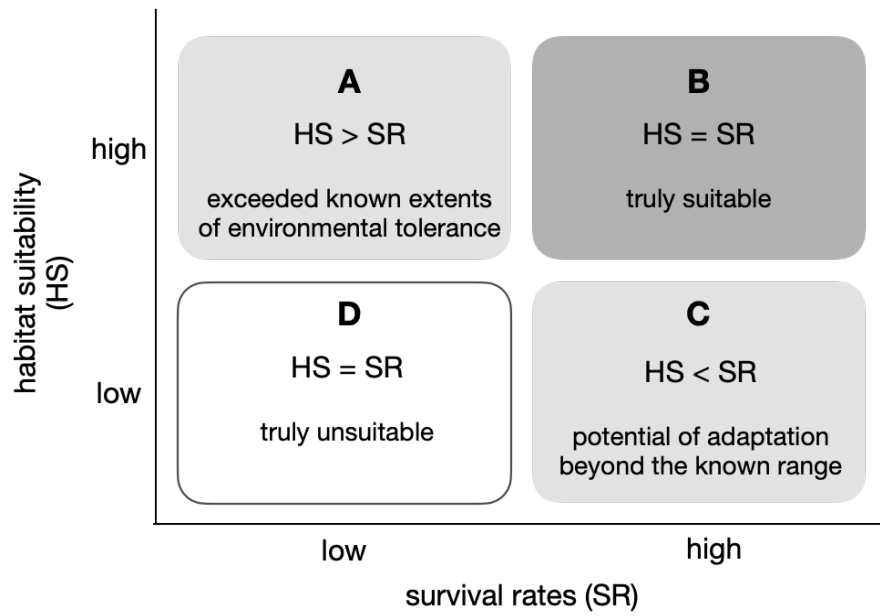 habitat suitability
(HS)
high
low
A
HS > SR
exceeded known extents
of environmental tolerance
B
HS = SR
truly suitable
D
HS = SR
truly unsuitable
C
HS < SR
potential of adaptation
beyond the known range
low
high
survival rates (SR)